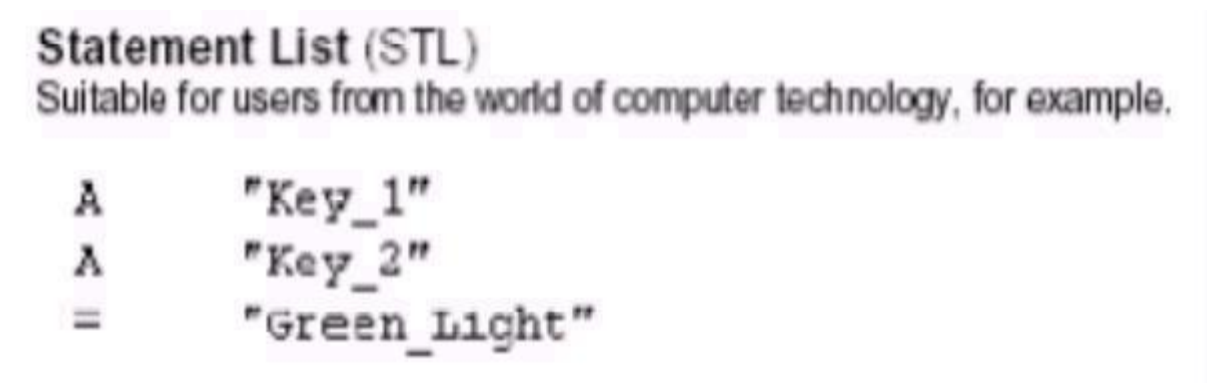 Statement List (STL)
Suitable for users from the world of computer technology, for example.
A "Key_1"
A "Key_2"
= "Green_Light"